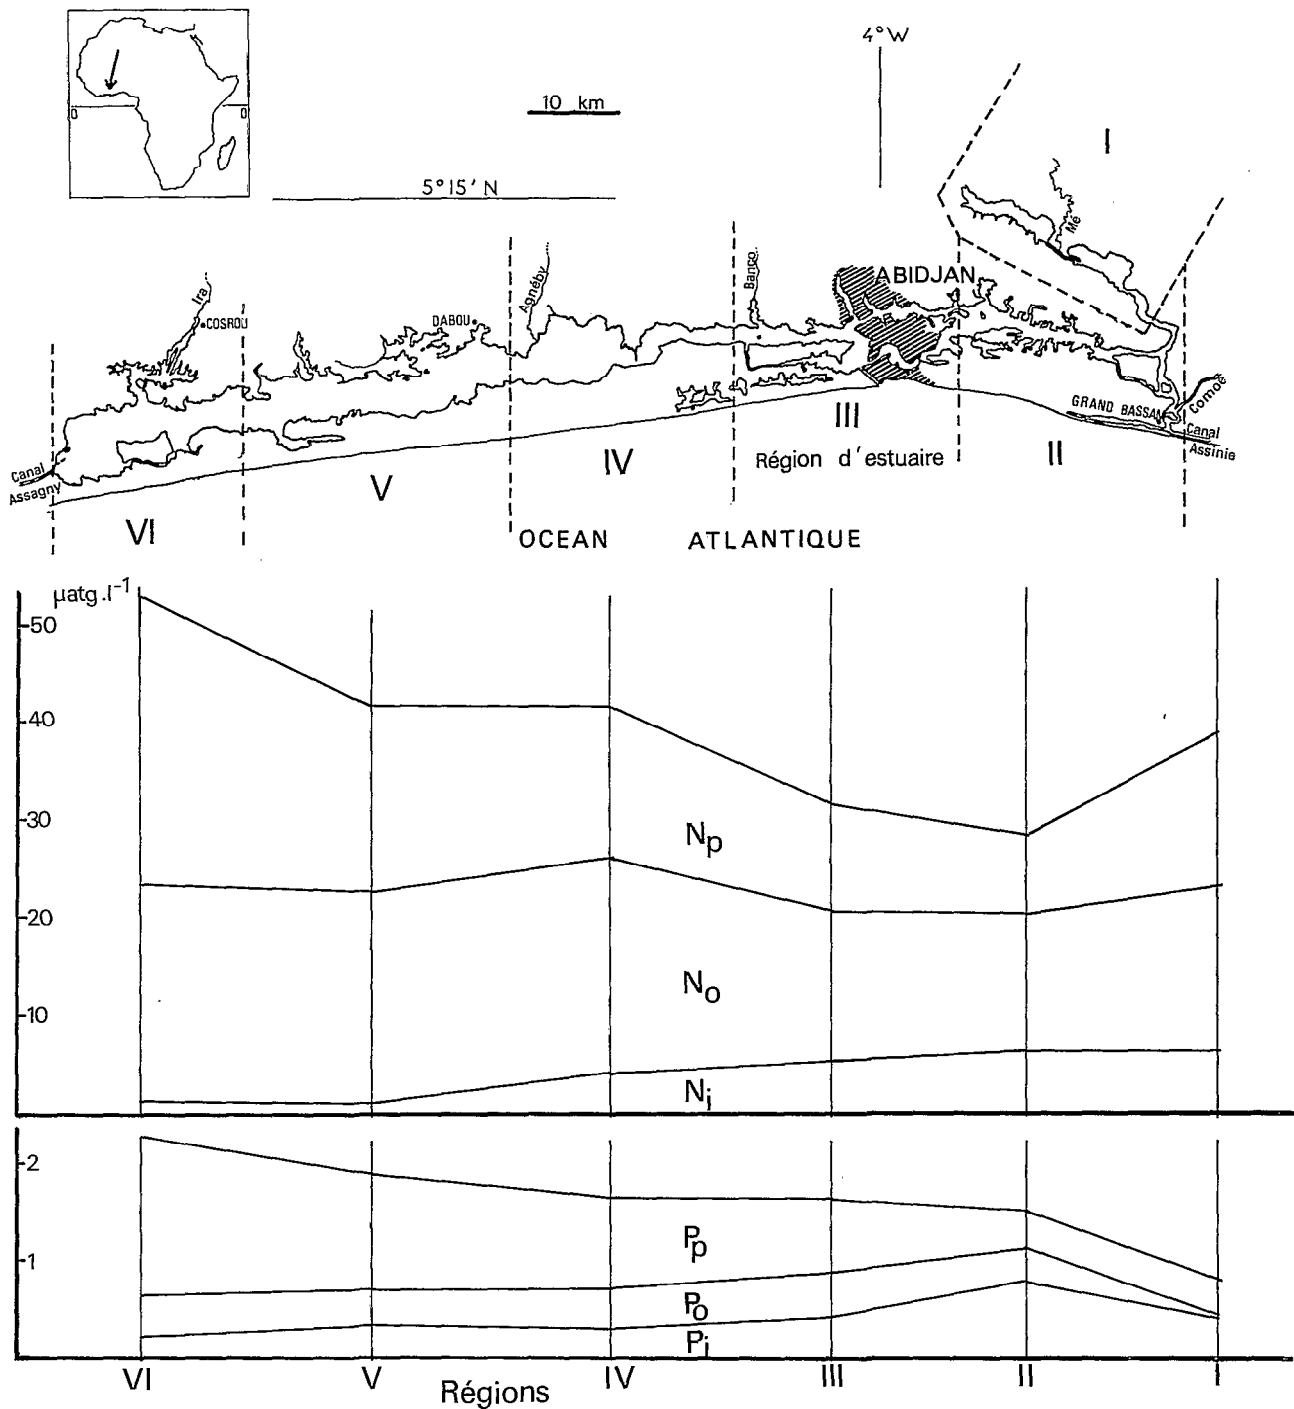 4°W
0
0
10 km
5°15' N
I
Mé
Agnéby
Banco
ABIDJAN
Ira
COSROU
DABOU
GRAND BASSAM
Comoé
Canal
Assinie
III
Région d'estuaire
II
IV
V
VI
Canal
Assagny
OCEAN ATLANTIQUE
µatg.l-1
50
40
30
20
10
Np
No
Ni
2
1
Pp
Po
Pi
VI V IV III II I
Régions